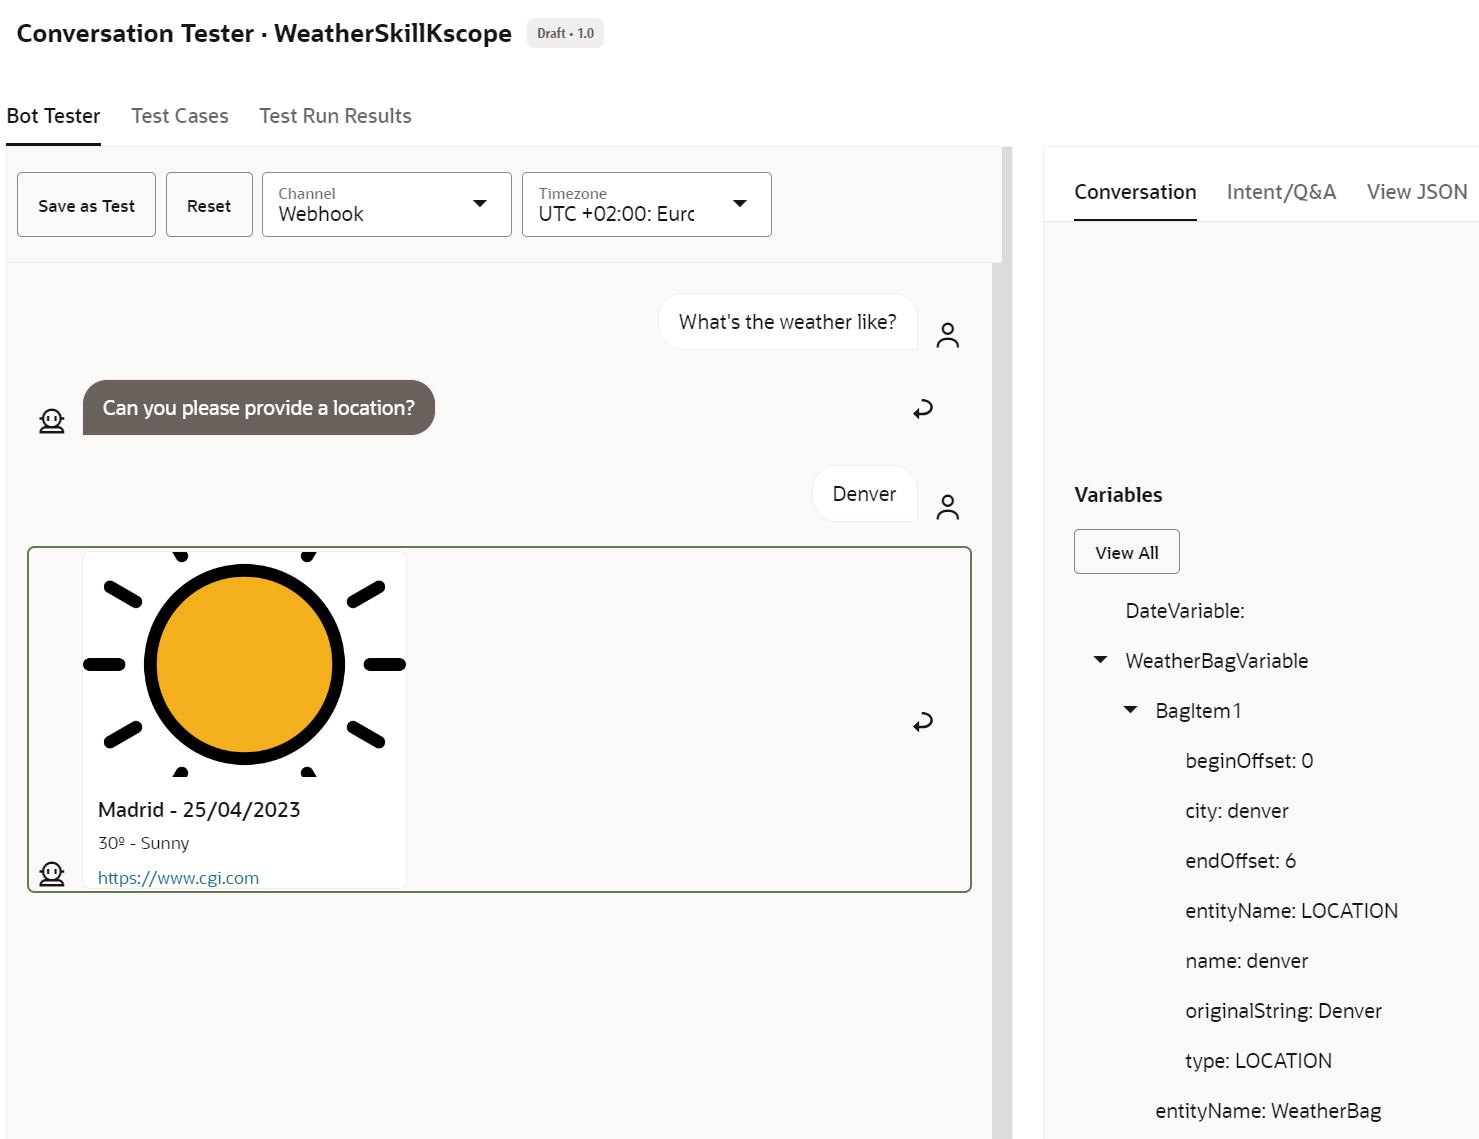 Conversation Tester · WeatherSkillKscope Draft • 1.0
Bot Tester Test Cases Test Run Results
Save as Test Reset Channel Webhook Timezone UTC +02:00: Eurc
Conversation Intent/Q&A View JSON
What's the weather like?
Can you please provide a location?
Denver
Madrid - 25/04/2023
30º - Sunny
https://www.cgi.com
Variables
View All
DateVariable:
WeatherBagVariable
BagItem1
beginOffset: 0
city: denver
endOffset: 6
entityName: LOCATION
name: denver
originalString: Denver
type: LOCATION
entityName: WeatherBag